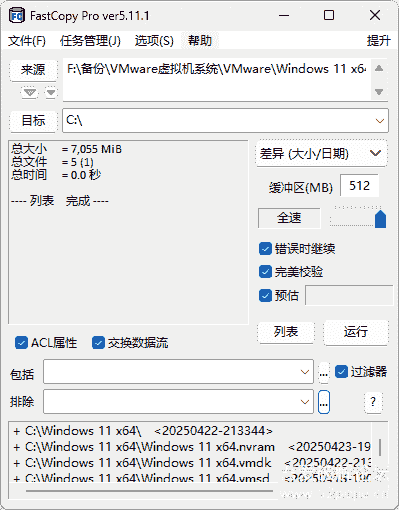 FastCopy Pro ver5.11.1
文件(F) 任务管理(J) 选项(S) 帮助 提升
来源 F:\备份\VMware虚拟机系统\VMware\Windows 11 x64
目标 C:\
总大小 = 7,055 MiB
总文件 = 5 (1)
总时间 = 0.0 秒
---- 列表 完成 ----
差异 (大小/日期)
缓冲区(MB) 512
全速
错误时继续
完美校验
预估
列表 运行
ACL属性 交换数据流
包括 ... 过滤器
排除 ... ?
+ C:\Windows 11 x64\ <20250422-213344>
+ C:\Windows 11 x64\Windows 11 x64.nvram <20250423-19
+ C:\Windows 11 x64\Windows 11 x64.vmdk <20250422-213
+ C:\Windows 11 x64\Windows 11 x64.vmsd